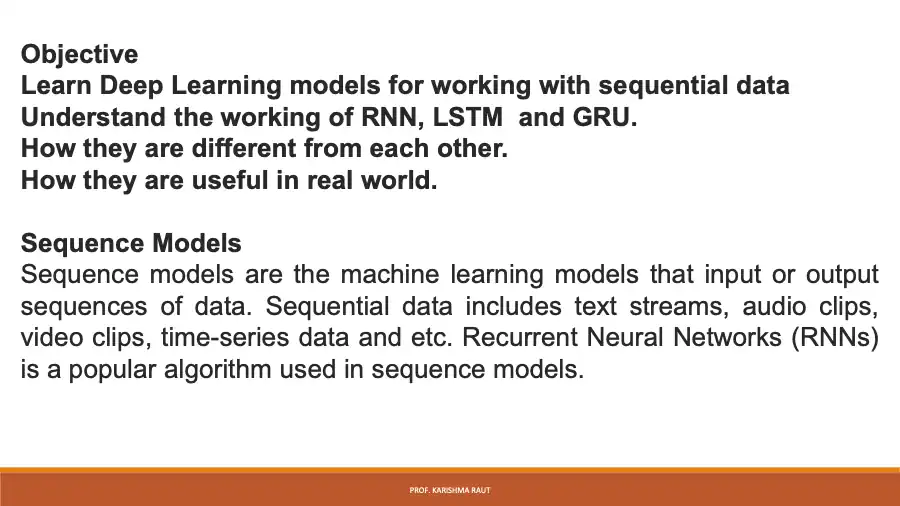 Objective
Learn Deep Learning models for working with sequential data
Understand the working of RNN, LSTM  and GRU.
How they are different from each other.
How they are useful in real world.
Sequence Models
Sequence models are the machine learning models that input or output
sequences of data. Sequential data includes text streams, audio clips,
video clips, time-series data and etc. Recurrent Neural Networks (RNNs)
is a popular algorithm used in sequence models.
PROF. KARISHMA RAUT